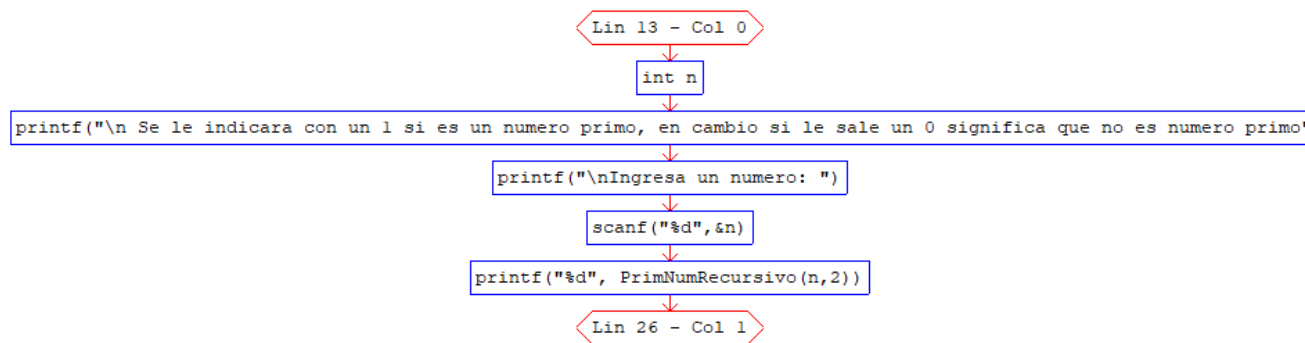 Lin 13 - Col 0
int n
printf("\n Se le indicara con un 1 si es un numero primo, en cambio si le sale un 0 significa que no es numero primo"
printf("\nIngresa un numero: ")
scanf("%d",&n)
printf("%d", PrimNumRecursivo(n,2))
Lin 26 - Col 1